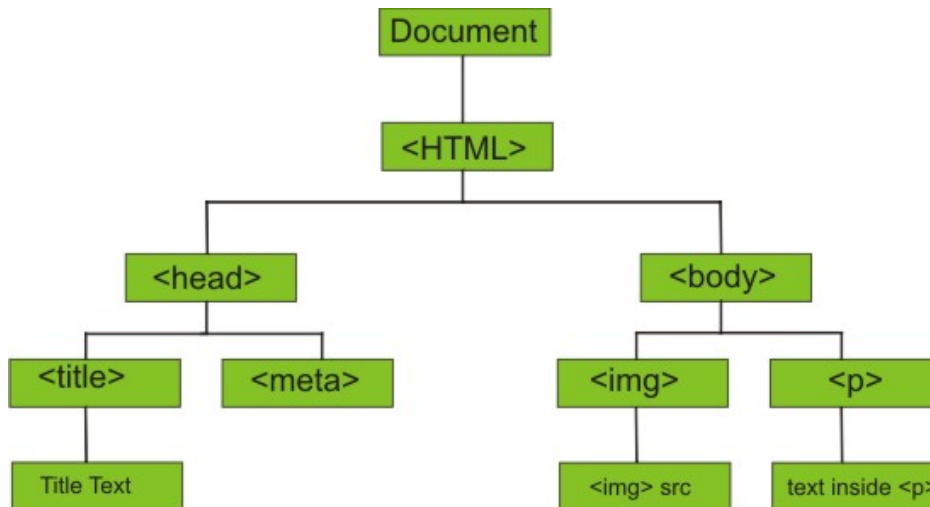 Document
<HTML>
<head>
<body>
<title>
<meta>
<img>
<p>
Title Text
<img> src
text inside <p>